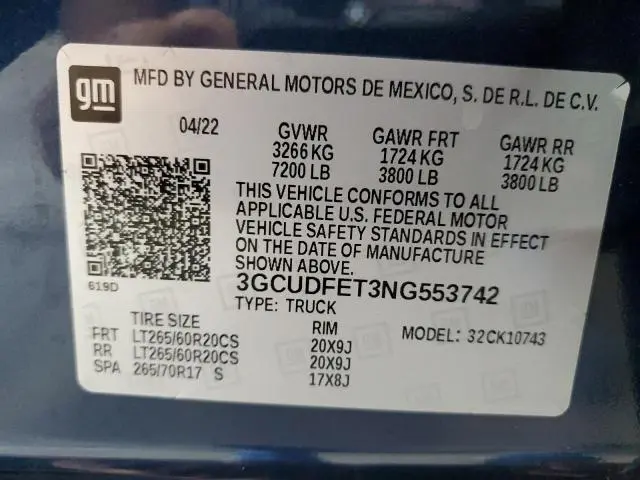 gm
MFD BY GENERAL MOTORS DE MEXICO, S. DE R.L. DE C.V.
04/22 GVWR GAWR FRT GAWR RR
3266 KG 1724 KG 1724 KG
7200 LB 3800 LB 3800 LB
THIS VEHICLE CONFORMS TO ALL
APPLICABLE U.S. FEDERAL MOTOR
VEHICLE SAFETY STANDARDS IN EFFECT
ON THE DATE OF MANUFACTURE
SHOWN ABOVE.
619D
3GCUDFET3NG553742
TYPE: TRUCK
TIRE SIZE RIM MODEL: 32CK10743
FRT LT265/60R20CS 20X9J
RR LT265/60R20CS 20X9J
SPA 265/70R17 S 17X8J